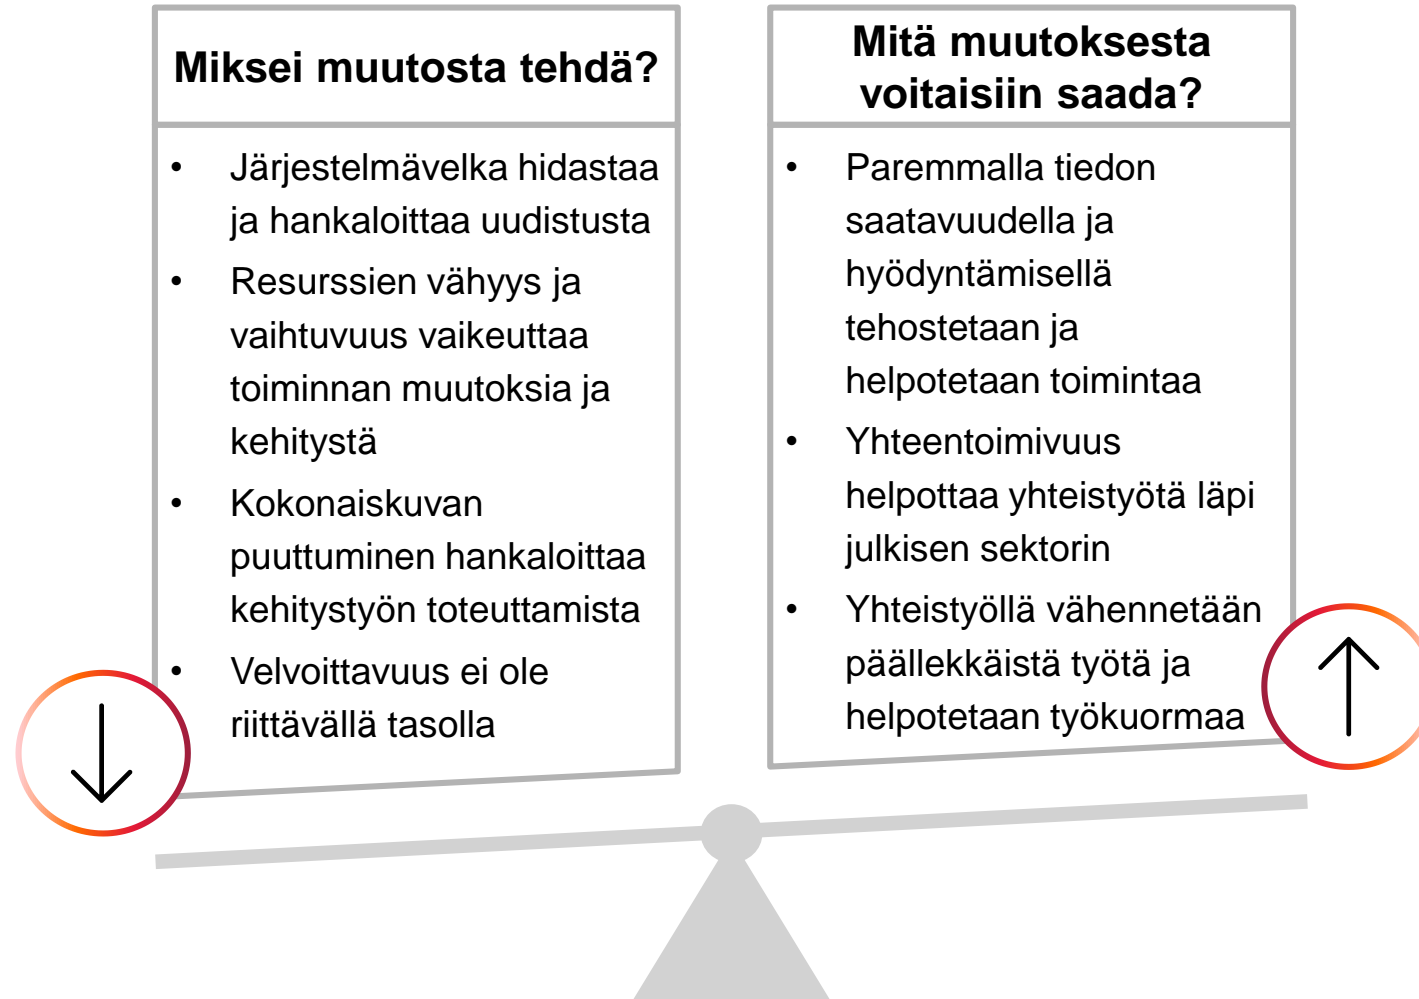 Miksei muutosta tehdä?
• Järjestelmävelka hidastaa
ja hankaloittaa uudistusta
• Resurssien vähyys ja
vaihtuvuus vaikeuttaa
toiminnan muutoksia ja
kehitystä
• Kokonaiskuvan
puuttuminen hankaloittaa
kehitystyön toteuttamista
• Velvoittavuus ei ole
riittävällä tasolla
Mitä muutoksesta
voitaisiin saada?
• Paremmalla tiedon
saatavuudella ja
hyödyntämisellä
tehostetaan ja
helpotetaan toimintaa
• Yhteentoimivuus
helpottaa yhteistyötä läpi
julkisen sektorin
• Yhteistyöllä vähennetään
päällekkäistä työtä ja
helpotetaan työkuormaa